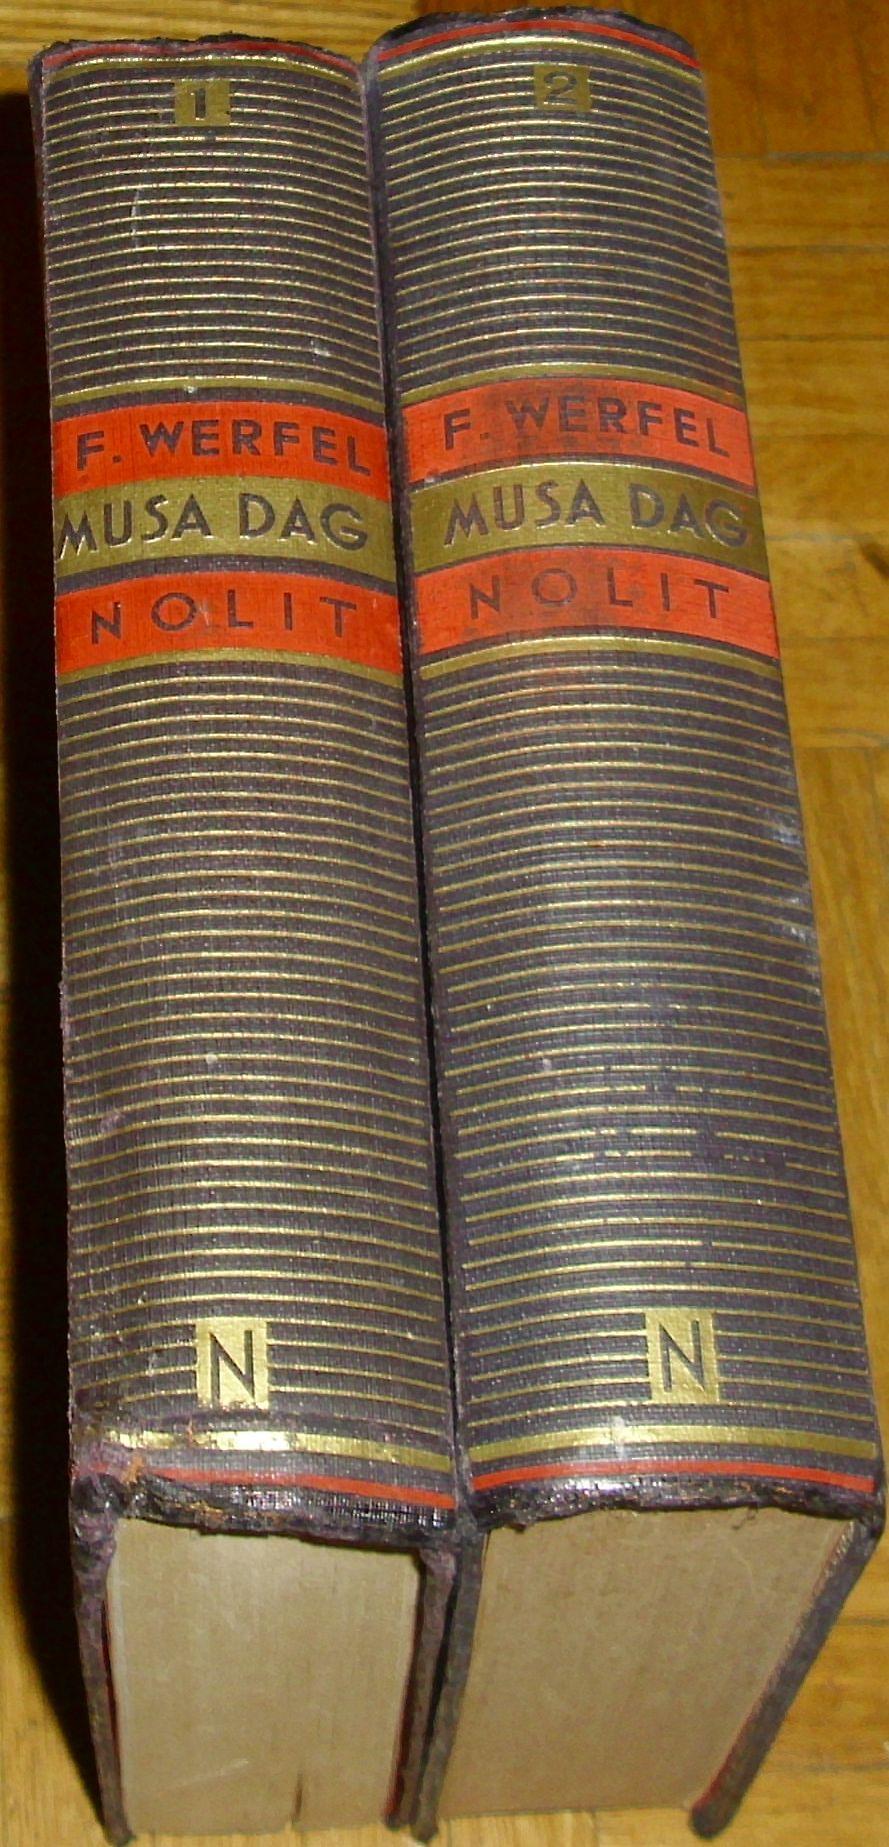 1
F. WERFEL
MUSA DAG
NOLIT
N
2
F. WERFEL
MUSA DAG
NOLIT
N